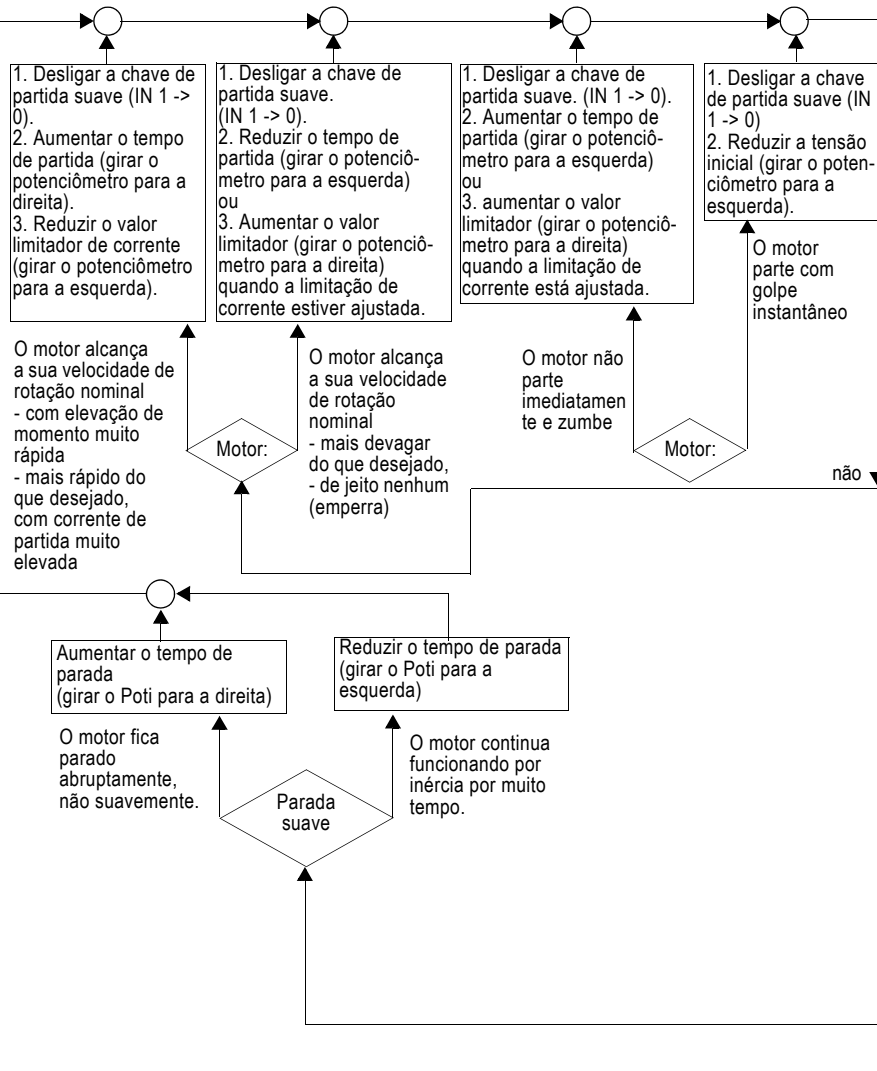 1. Desligar a chave de
partida suave (IN 1 ->
0).
2. Aumentar o tempo
de partida (girar o
potenciômetro para a
direita).
3. Reduzir o valor
limitador de corrente
(girar o potenciômetro
para a esquerda).
1. Desligar a chave de
partida suave.
(IN 1 -> 0).
2. Reduzir o tempo de
partida (girar o potenciô-
metro para a esquerda)
ou
3. Aumentar o valor
limitador (girar o potenciô-
metro para a direita)
quando a limitação de
corrente estiver ajustada.
1. Desligar a chave de
partida suave. (IN 1 -> 0).
2. Aumentar o tempo de
partida (girar o potenciô-
metro para a esquerda)
ou
3. aumentar o valor
limitador (girar o potenciô-
metro para a direita)
quando a limitação de
corrente está ajustada.
1. Desligar a chave
de partida suave (IN
1 -> 0)
2. Reduzir a tensão
inicial (girar o poten-
ciômetro para a
esquerda).
O motor alcança
a sua velocidade de
rotação nominal
- com elevação de
momento muito
rápida
- mais rápido do
que desejado,
com corrente de
partida muito
elevada
Motor:
O motor alcança
a sua velocidade
de rotação
nominal
- mais devagar
do que desejado,
- de jeito nenhum
(emperra)
O motor não
parte
imediatamen
te e zumbe
Motor:
O motor
parte com
golpe
instantâneo
não
Aumentar o tempo de
parada
(girar o Poti para a direita)
Reduzir o tempo de parada
(girar o Poti para a
esquerda)
O motor fica
parado
abruptamente,
não suavemente.
Parada
suave
O motor continua
funcionando por
inércia por muito
tempo.